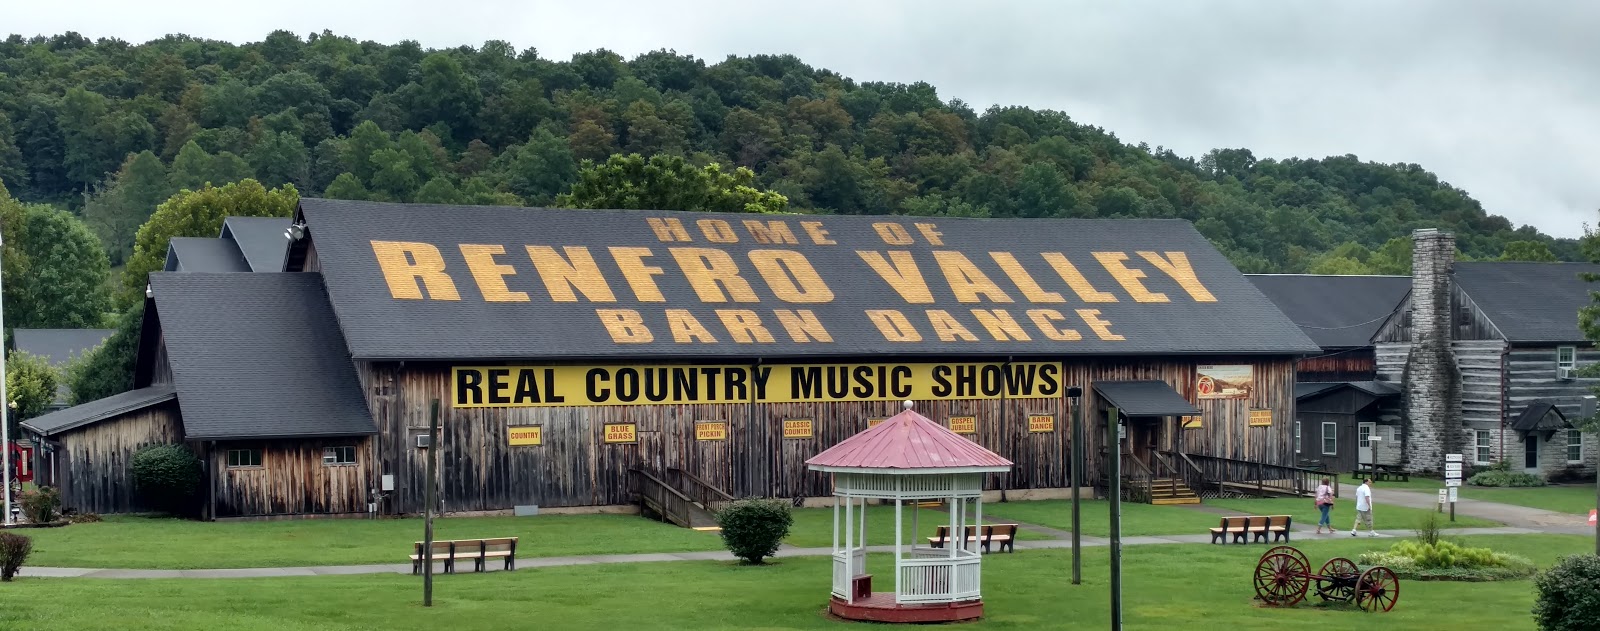 HOME OF
RENFRO VALLEY
BARN DANCE
REAL COUNTRY MUSIC SHOWS
COUNTRY
BLUE
GRASS
FRONT PORCH
PICKIN'
CLASSIC
COUNTRY
GOSPEL
JUBILEE
BARN
DANCE
GATHERIN